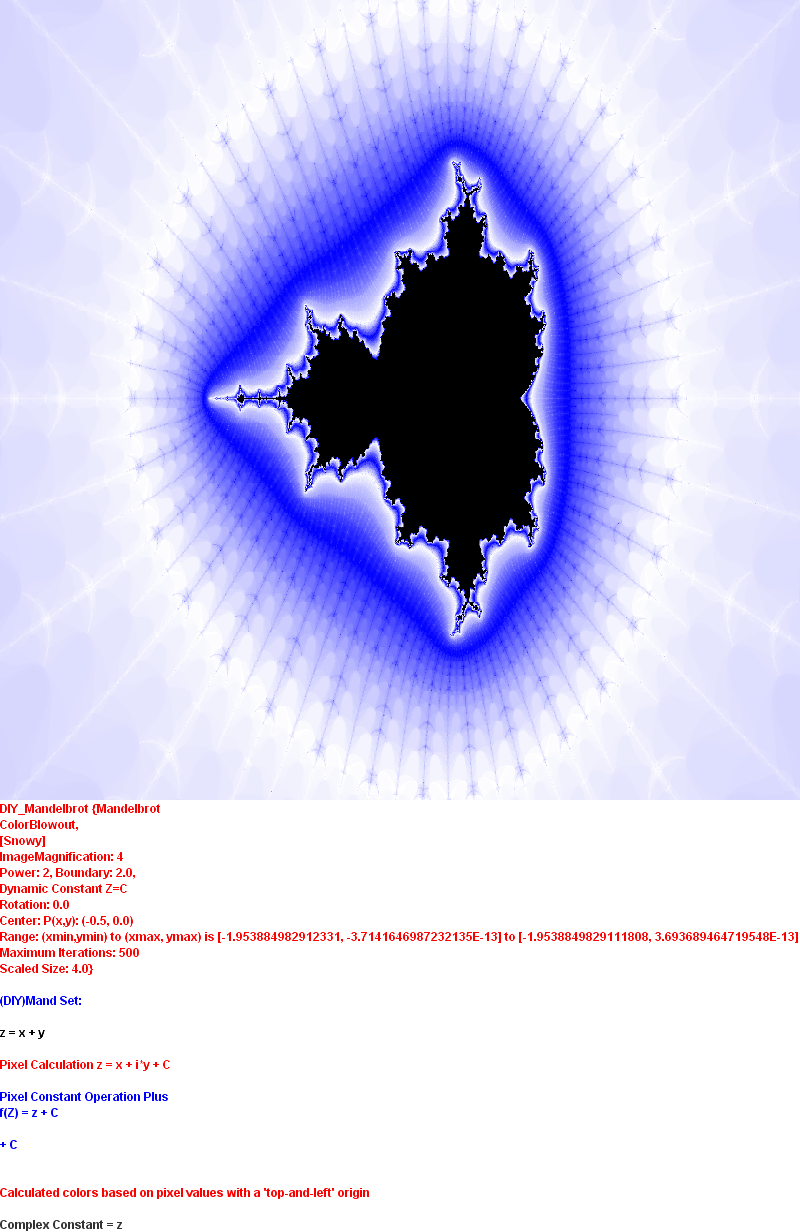 DIY_Mandelbrot {Mandelbrot
ColorBlowout,
[Snowy]
ImageMagnification: 4
Power: 2, Boundary: 2.0,
Dynamic Constant Z=C
Rotation: 0.0
Center: P(x,y): (-0.5, 0.0)
Range: (xmin,ymin) to (xmax, ymax) is [-1.953884982912331, -3.7141646987232135E-13] to [-1.9538849829111808, 3.693689464719548E-13]
Maximum Iterations: 500
Scaled Size: 4.0}
(DIY)Mand Set:
z = x + y
Pixel Calculation z = x + i*y + C
Pixel Constant Operation Plus
f(Z) = z + C
+ C
Calculated colors based on pixel values with a 'top-and-left' origin
Complex Constant = z